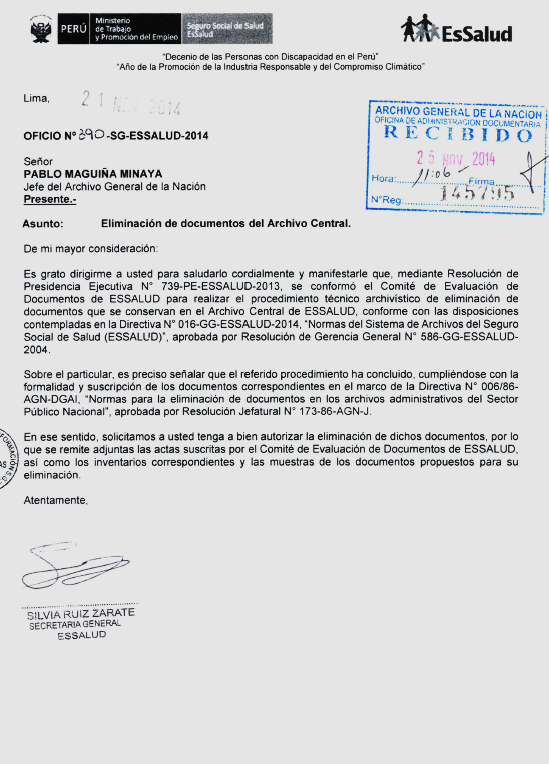 PERÚ
Ministerio
de Trabajo
y Promoción del Empleo
Seguro Social de Salud
EsSalud
EsSalud
"Decenio de las Personas con Discapacidad en el Perú"
"Año de la Promoción de la Industria Responsable y del Compromiso Climático"
Lima, 21 NOV 2014
OFICIO Nº 390-SG-ESSALUD-2014
ARCHIVO GENERAL DE LA NACION
OFICINA DE ADMINISTRACION DOCUMENTARIA
RECIBIDO
25 NOV 2014
Hora: 11:06 Firma
N°Reg: 145795
Señor
PABLO MAGUIÑA MINAYA
Jefe del Archivo General de la Nación
Presente.-
Asunto: Eliminación de documentos del Archivo Central.
De mi mayor consideración:
Es grato dirigirme a usted para saludarlo cordialmente y manifestarle que, mediante Resolución de
Presidencia Ejecutiva N° 739-PE-ESSALUD-2013, se conformó el Comité de Evaluación de
Documentos de ESSALUD para realizar el procedimiento técnico archivístico de eliminación de
documentos que se conservan en el Archivo Central de ESSALUD, conforme con las disposiciones
contempladas en la Directiva N° 016-GG-ESSALUD-2014, "Normas del Sistema de Archivos del Seguro
Social de Salud (ESSALUD)", aprobada por Resolución de Gerencia General N° 586-GG-ESSALUD-
2004.
Sobre el particular, es preciso señalar que el referido procedimiento ha concluido, cumpliéndose con la
formalidad y suscripción de los documentos correspondientes en el marco de la Directiva N° 006/86-
AGN-DGAI, "Normas para la eliminación de documentos en los archivos administrativos del Sector
Público Nacional", aprobada por Resolución Jefatural N° 173-86-AGN-J.
En ese sentido, solicitamos a usted tenga a bien autorizar la eliminación de dichos documentos, por lo
que se remite adjuntas las actas suscritas por el Comité de Evaluación de Documentos de ESSALUD,
así como los inventarios correspondientes y las muestras de los documentos propuestos para su
eliminación.
Atentamente,
SILVIA RUIZ ZARATE
SECRETARIA GENERAL
ESSALUD